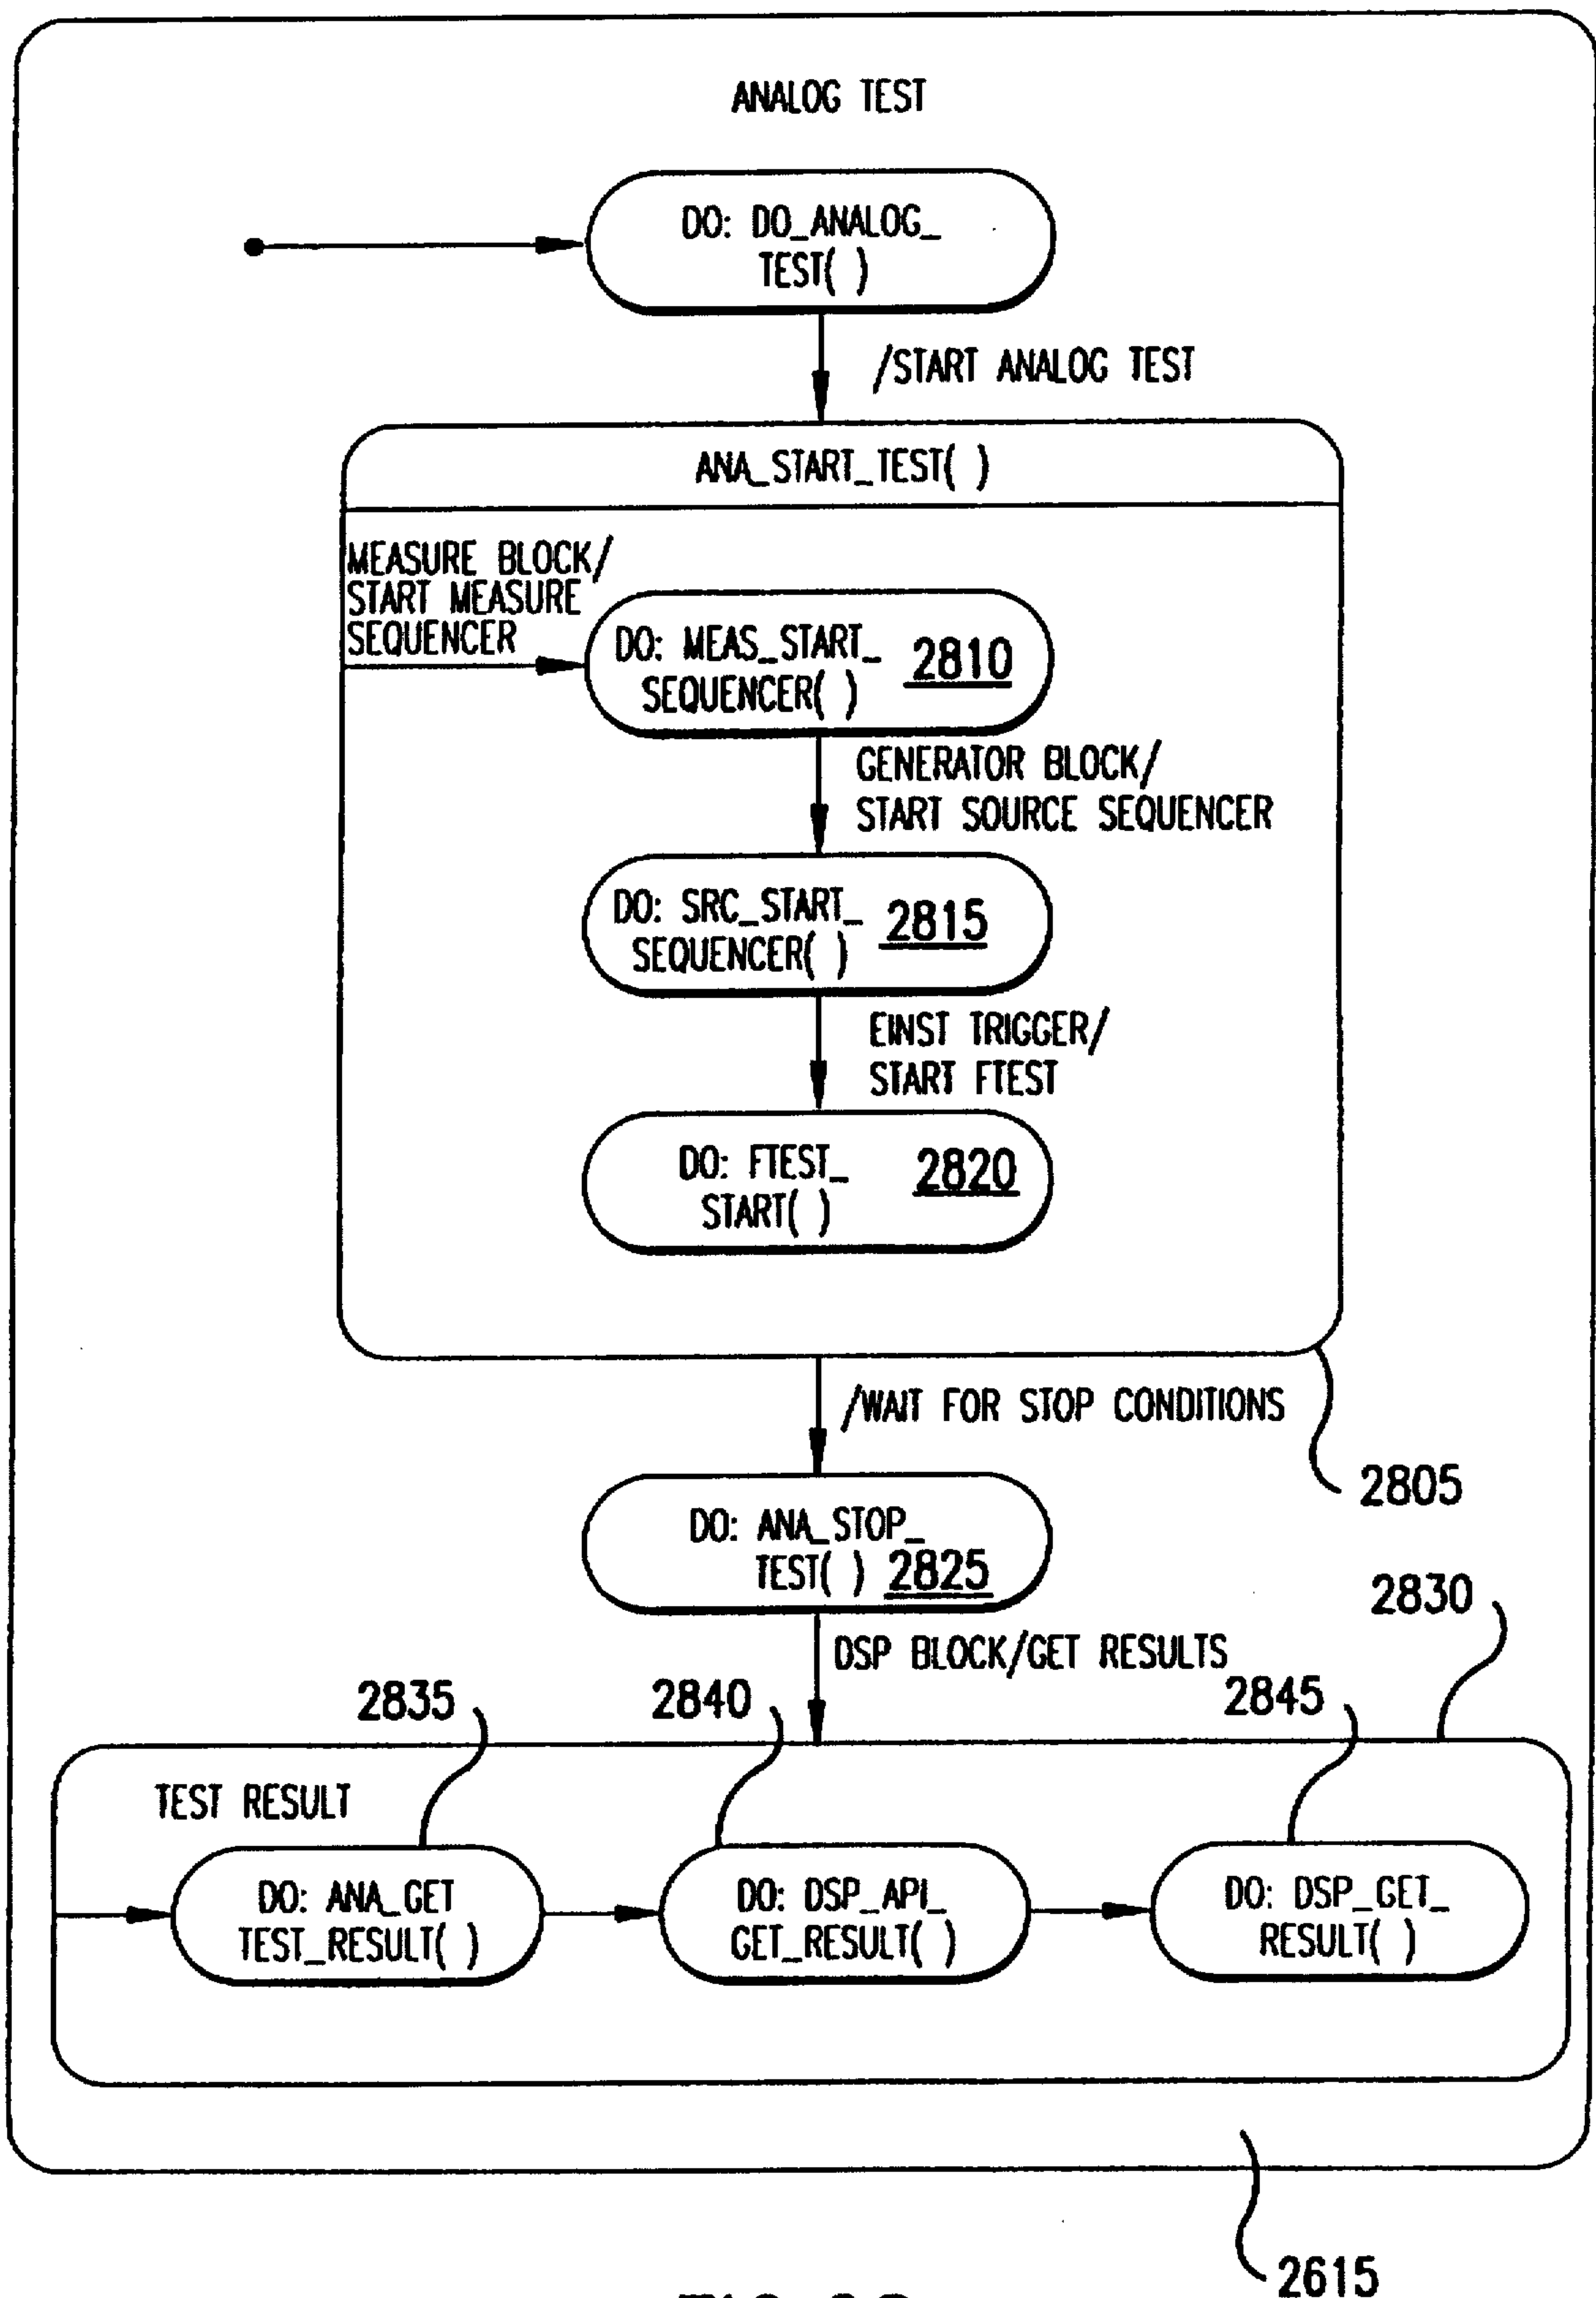 ANALOG TEST
DO: DO_ANALOG_
TEST( )
/START ANALOG TEST
ANA_START_TEST( )
MEASURE BLOCK/
START MEASURE
SEQUENCER
DO: MEAS_START_
SEQUENCER( )
2810
GENERATOR BLOCK/
START SOURCE SEQUENCER
DO: SRC_START_
SEQUENCER( )
2815
EINST TRIGGER/
START FTEST
DO: FTEST_
START( )
2820
/WAIT FOR STOP CONDITIONS
2805
DO: ANA_STOP_
TEST( ) 2825
2830
DSP BLOCK/GET RESULTS
2835
2840
2845
TEST RESULT
DO: ANA_GET
TEST_RESULT( )
DO: DSP_API_
GET_RESULT( )
DO: DSP_GET_
RESULT( )
2615